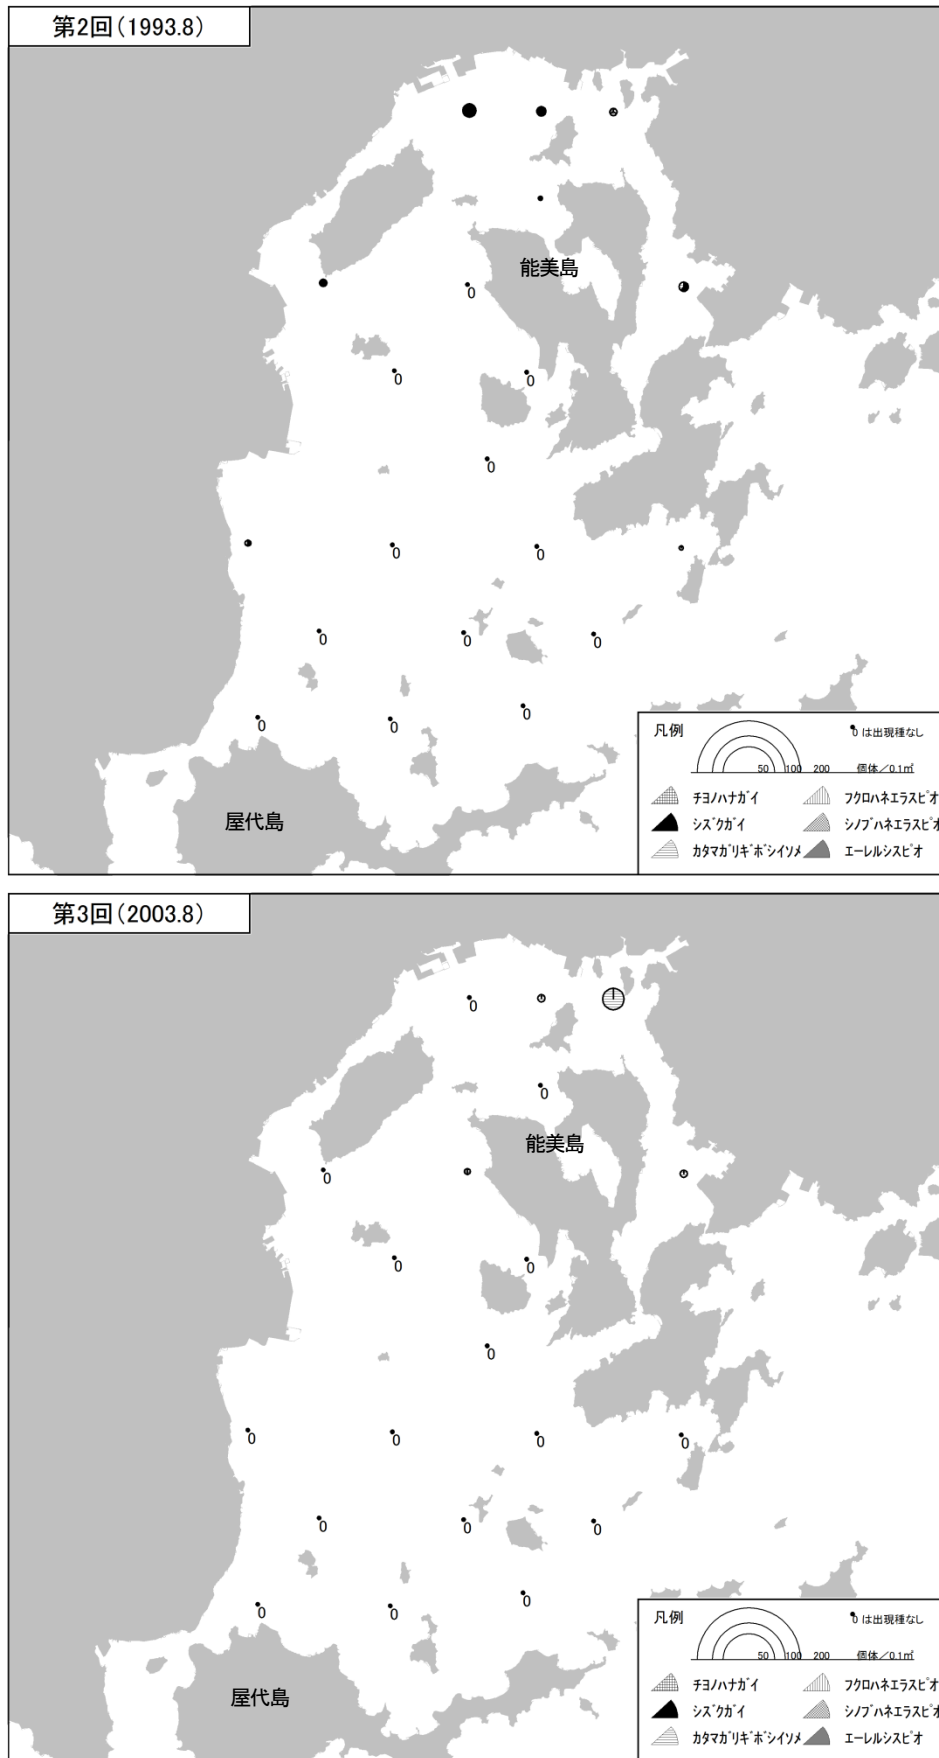 第2回(1993.8)
能美島
0
0
0
0
0
0
0
0
0
0
0
0
屋代島
凡例
0 は出現種なし
50 100 200 個体/0.1㎡
チヨノハナガイ フクロハネエラスピオ
シズクガイ シノブハネエラスピオ
カタマガリギボシイソメ エーレルシスピオ
第3回(2003.8)
0
0
能美島
0
0
0
0
0
0
0
0
0
0
0
0
0
0
屋代島
凡例
0 は出現種なし
50 100 200 個体/0.1㎡
チヨノハナガイ フクロハネエラスピオ
シズクガイ シノブハネエラスピオ
カタマガリギボシイソメ エーレルシスピオ